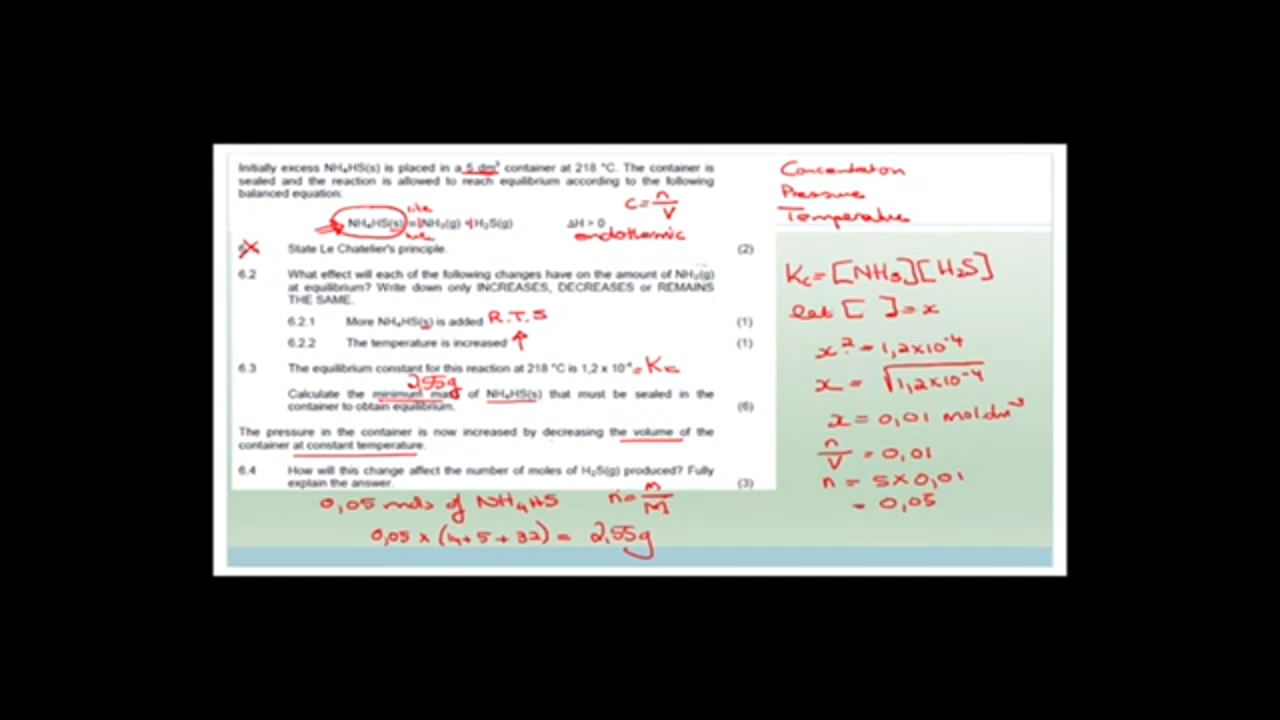 Initially excess NH₄HS(s) is placed in a 5 dm³ container at 218 °C. The container is
sealed and the reaction is allowed to reach equilibrium according to the following
balanced equation:
C = n/V
NH₄HS(s) ⇌ NH₃(g) + H₂S(g) ΔH > 0
endothermic
State Le Chatelier's principle. (2)
6.2 What effect will each of the following changes have on the amount of NH₃(g)
at equilibrium? Write down only INCREASES, DECREASES or REMAINS
THE SAME.
6.2.1 More NH₄HS(s) is added R.T.S (1)
6.2.2 The temperature is increased ↑ (1)
6.3 The equilibrium constant for this reaction at 218 °C is 1,2 x 10⁻⁴ = Kc
2,55g
Calculate the minimum mass of NH₄HS(s) that must be sealed in the
container to obtain equilibrium. (6)
The pressure in the container is now increased by decreasing the volume of the
container at constant temperature.
6.4 How will this change affect the number of moles of H₂S(g) produced? Fully
explain the answer. (3)
0,05 mols of NH₄HS n = m/M
0,05 x (14+5+32) = 2,55g
Concentration
Pressure
Temperature
Kc = [NH₃][H₂S]
let [ ] = x
x² = 1,2x10⁻⁴
x = √1,2x10⁻⁴
x = 0,01 mol.dm⁻³
n/V = 0,01
n = 5x0,01
= 0,05